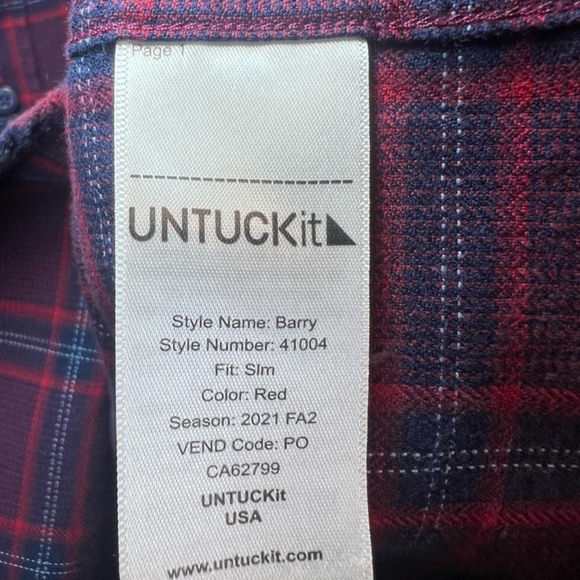 Page 1
UNTUCKit
Style Name: Barry
Style Number: 41004
Fit: Slm
Color: Red
Season: 2021 FA2
VEND Code: PO
CA62799
UNTUCKit
USA
www.untuckit.com